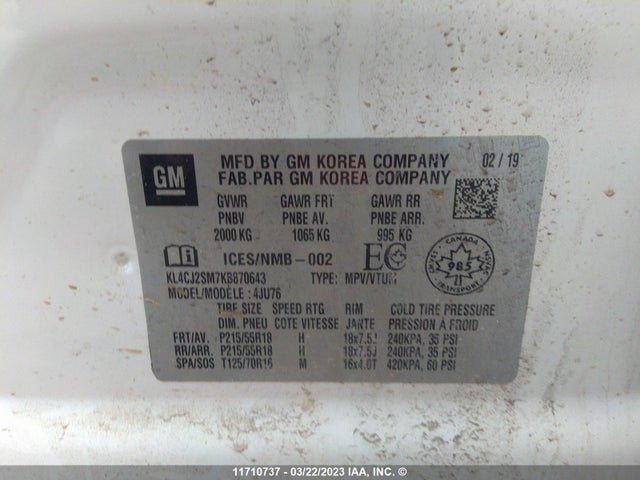 GM
MFD BY GM KOREA COMPANY 02 / 19
FAB.PAR GM KOREA COMPANY
GVWR GAWR FRT GAWR RR
PNBV PNBE AV. PNBE ARR.
2000 KG 1065 KG 995 KG
ICES/NMB-002 EC
CANADA
985
KL4CJ2SM7KB870643 TYPE: MPV/VTUM
MODEL/MODÈLE : 4JU76
TIRE SIZE SPEED RTG RIM COLD TIRE PRESSURE
DIM. PNEU COTE VITESSE JANTE PRESSION À FROID
FRT/AV. P215/55R18 H 18x7.5J 240KPA, 35 PSI
RR/ARR. P215/55R18 H 18x7.5J 240KPA, 35 PSI
SPA/SOS T125/70R16 M 16x4.0T 420KPA, 60 PSI
11710737 - 03/22/2023 IAA, Inc. ©